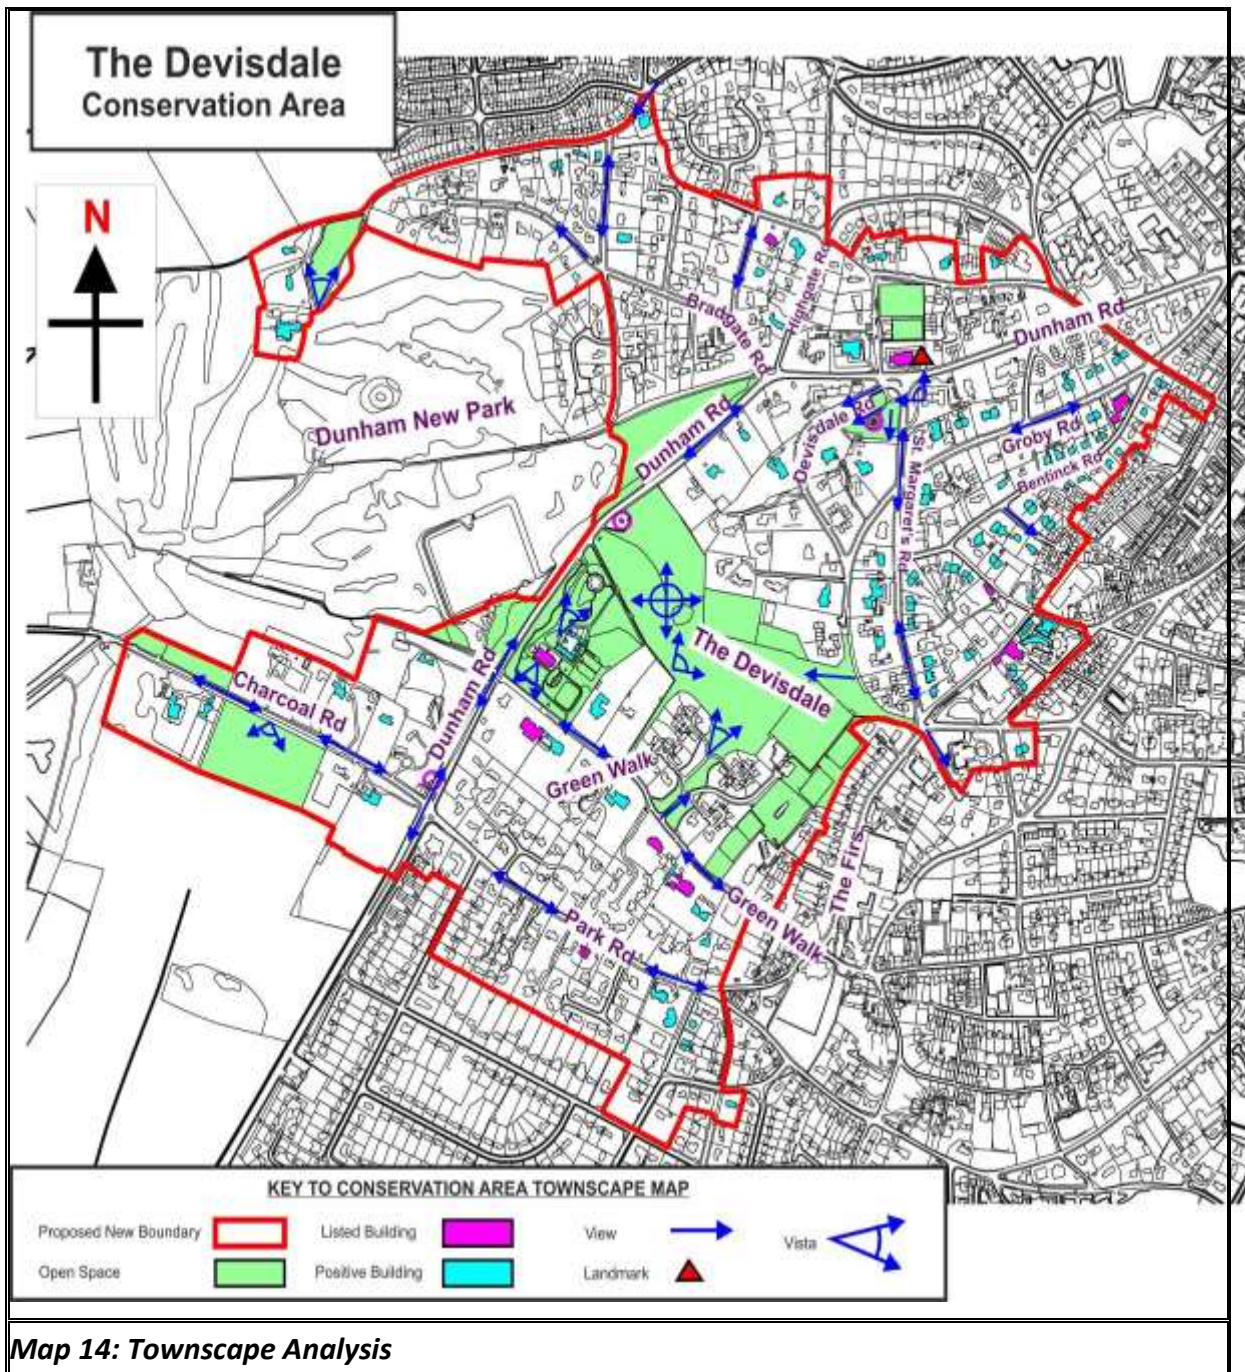 The Devisdale
Conservation Area
N
Bradgate Rd
Highgate Rd
Dunham Rd
Dunham New Park
Dunham Rd
Devisdale Rd
St. Margaret's Rd
Groby Rd
Bentinck Rd
The Devisdale
Charcoal Rd
Dunham Rd
Green Walk
The Firs
Green Walk
Park Rd
KEY TO CONSERVATION AREA TOWNSCAPE MAP
Proposed New Boundary
Listed Building
View
Vista
Open Space
Positive Building
Landmark
Map 14: Townscape Analysis